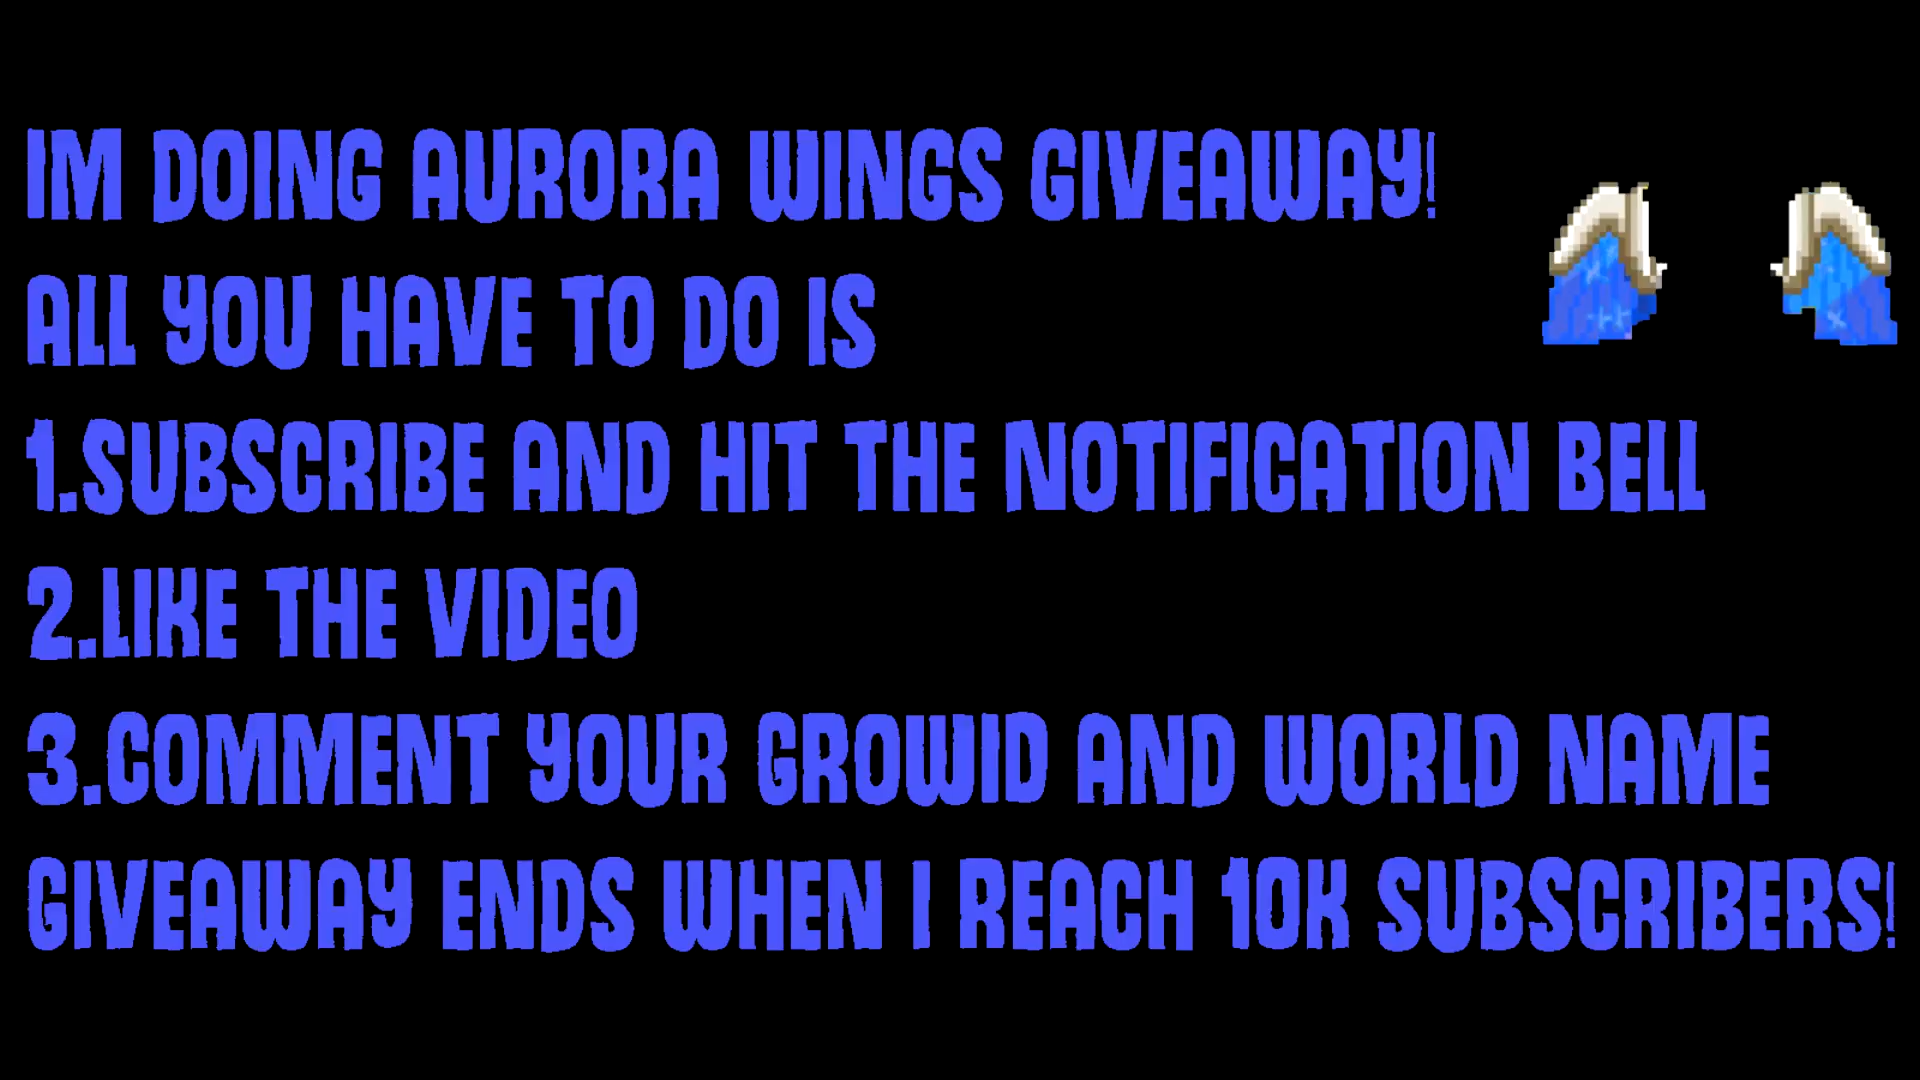 IM DOING AURORA WINGS GIVEAWAY!
ALL YOU HAVE TO DO IS
1.SUBSCRIBE AND HIT THE NOTIFICATION BELL
2.LIKE THE VIDEO
3.COMMENT YOUR GROWID AND WORLD NAME
GIVEAWAY ENDS WHEN I REACH 10K SUBSCRIBERS!